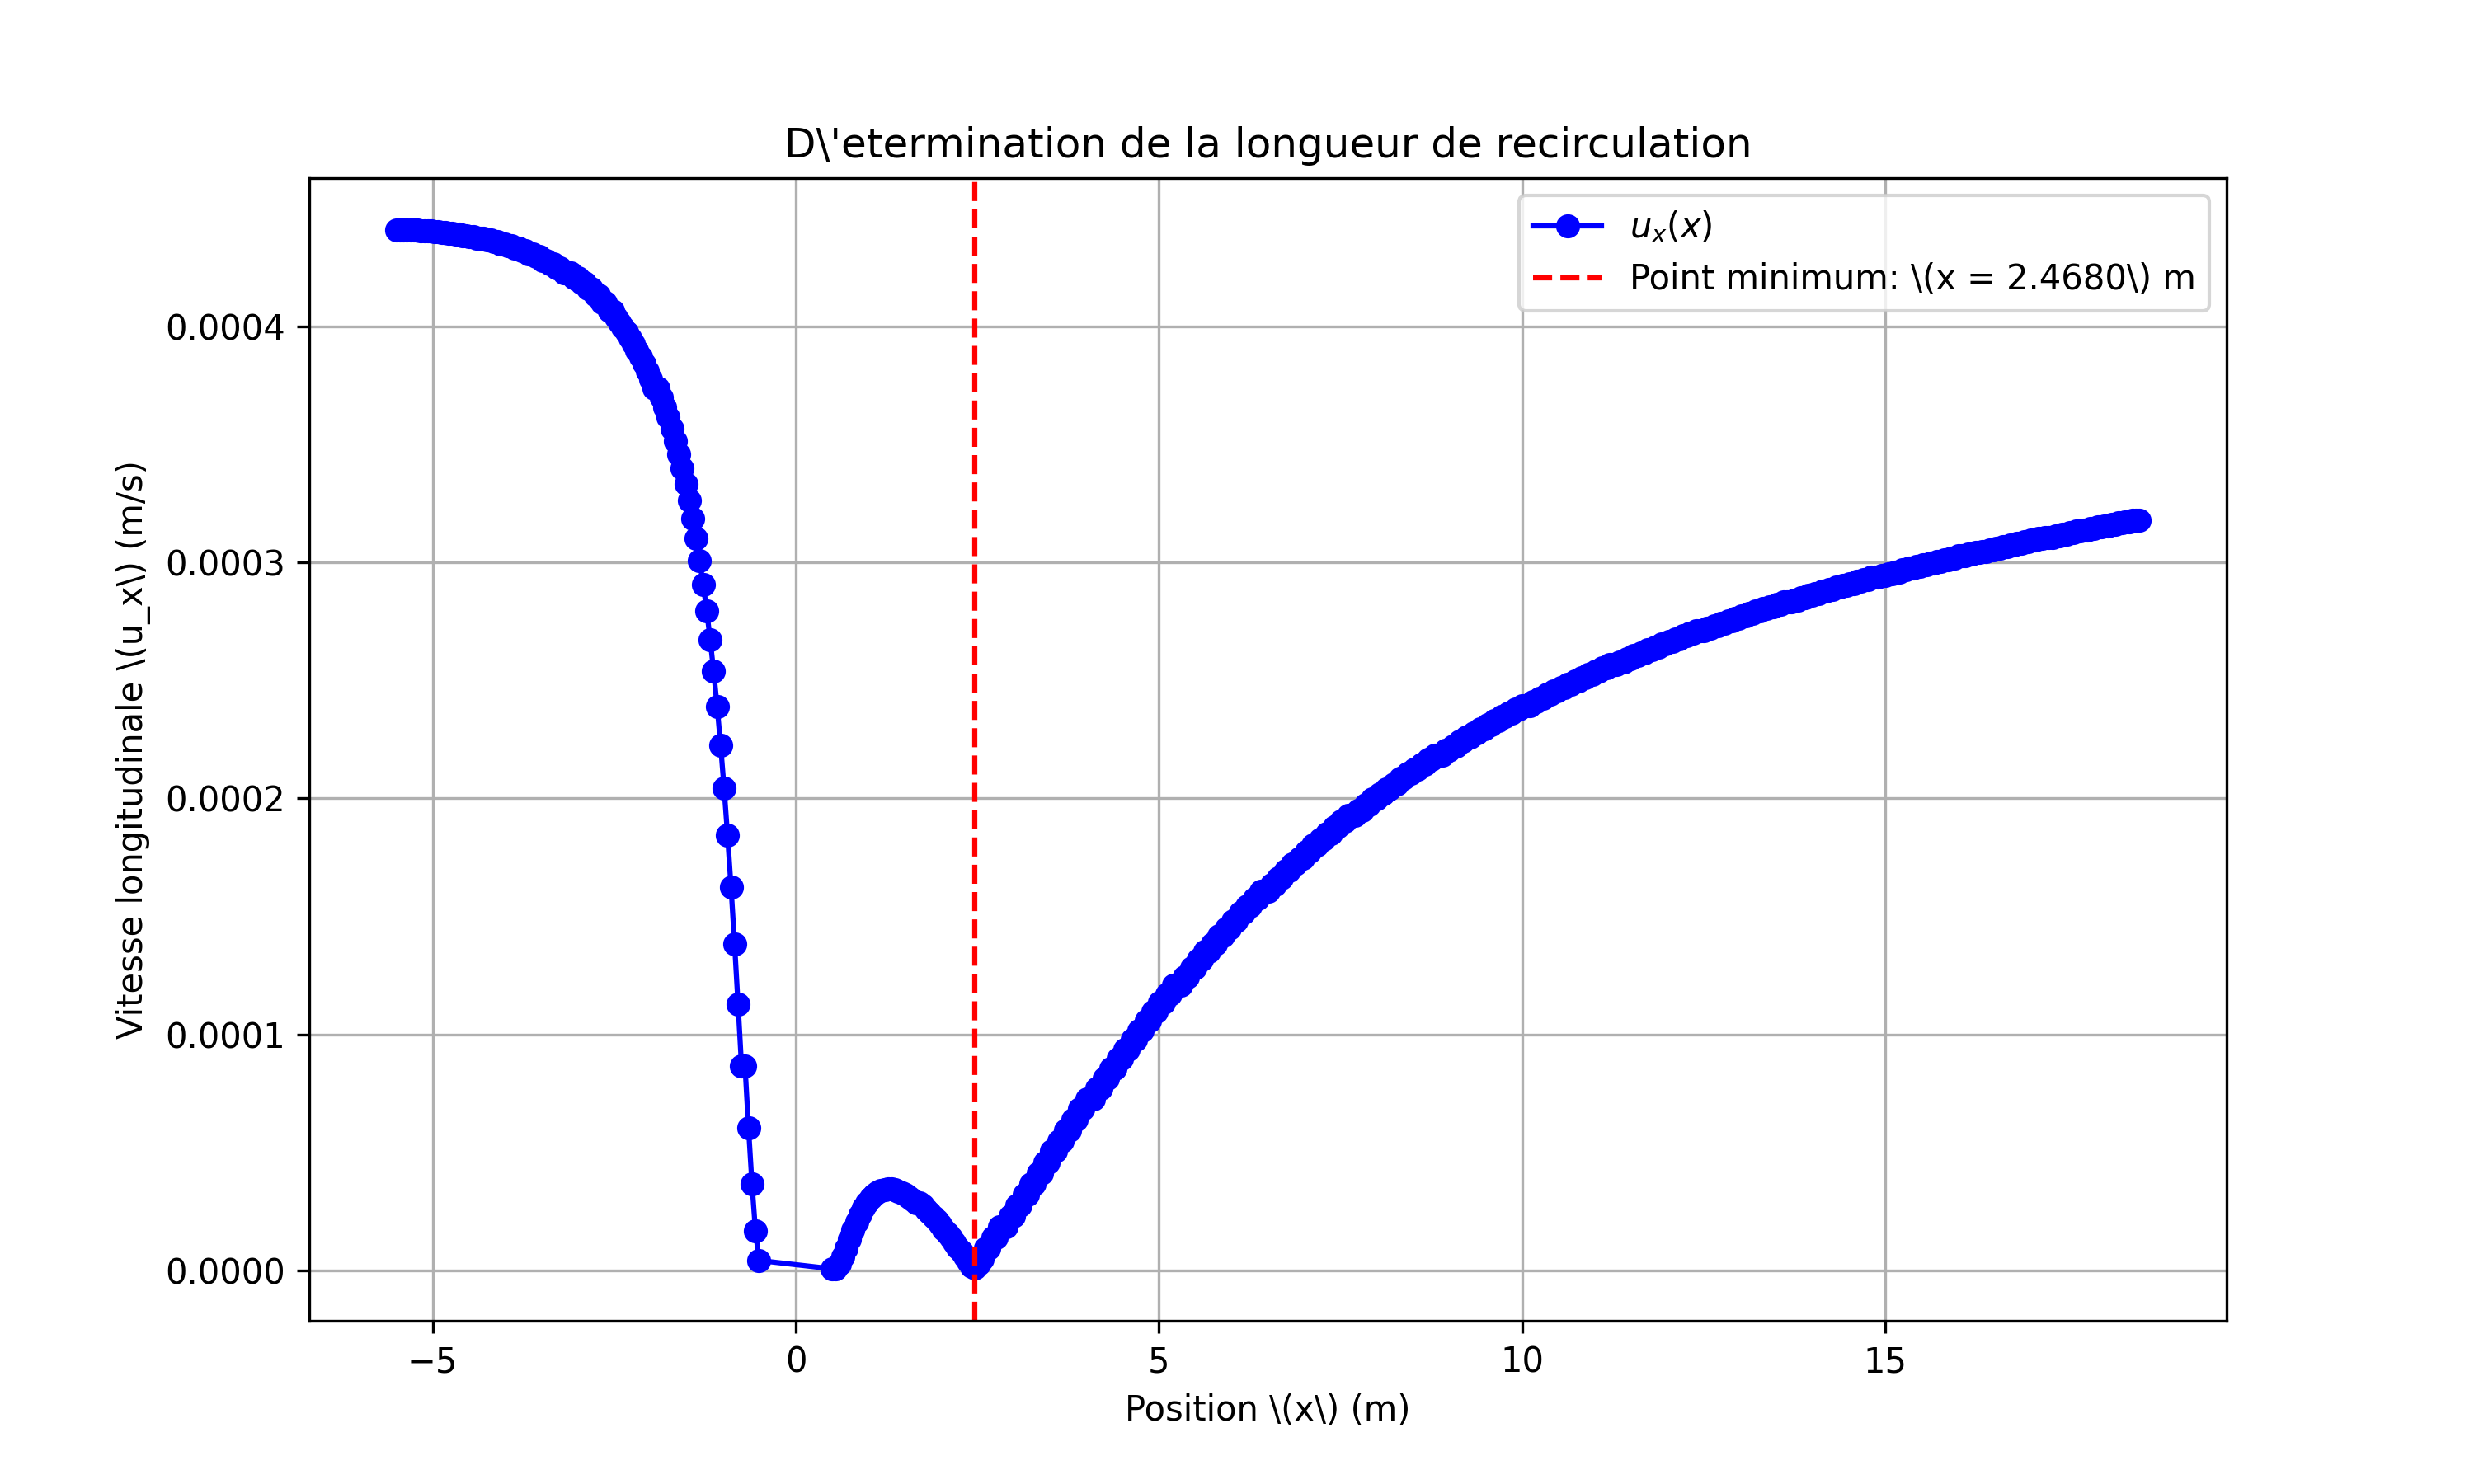 D\'etermination de la longueur de recirculation
u_x(x)
Point minimum: \(x = 2.4680\) m
Vitesse longitudinale \(u_x\) (m/s)
0.0004
0.0003
0.0002
0.0001
0.0000
−5 0 5 10 15
Position \(x\) (m)